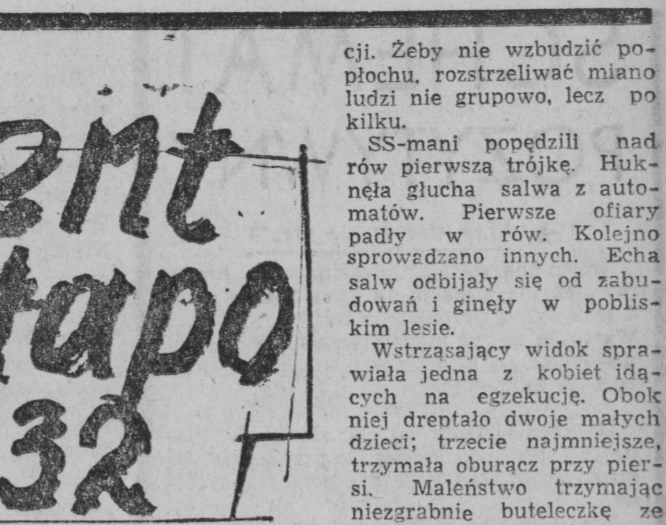 ent
tapo
32
cji. Żeby nie wzbudzić po-
płochu, rozstrzeliwać miano
ludzi nie grupowo, lecz po
kilku.
SS-mani popędzili nad
rów pierwszą trójkę. Huk-
nęła głucha salwa z auto-
matów. Pierwsze ofiary
padły w rów. Kolejno
sprowadzano innych. Echa
salw odbijały się od zabu-
dowań i ginęły w poblis-
kim lesie.
Wstrząsający widok spra-
wiała jedna z kobiet idą-
cych na egzekucję. Obok
niej dreptało dwoje małych
dzieci; trzecie najmniejsze,
trzymała oburącz przy pier-
si. Maleństwo trzymając
niezgrabnie buteleczkę ze